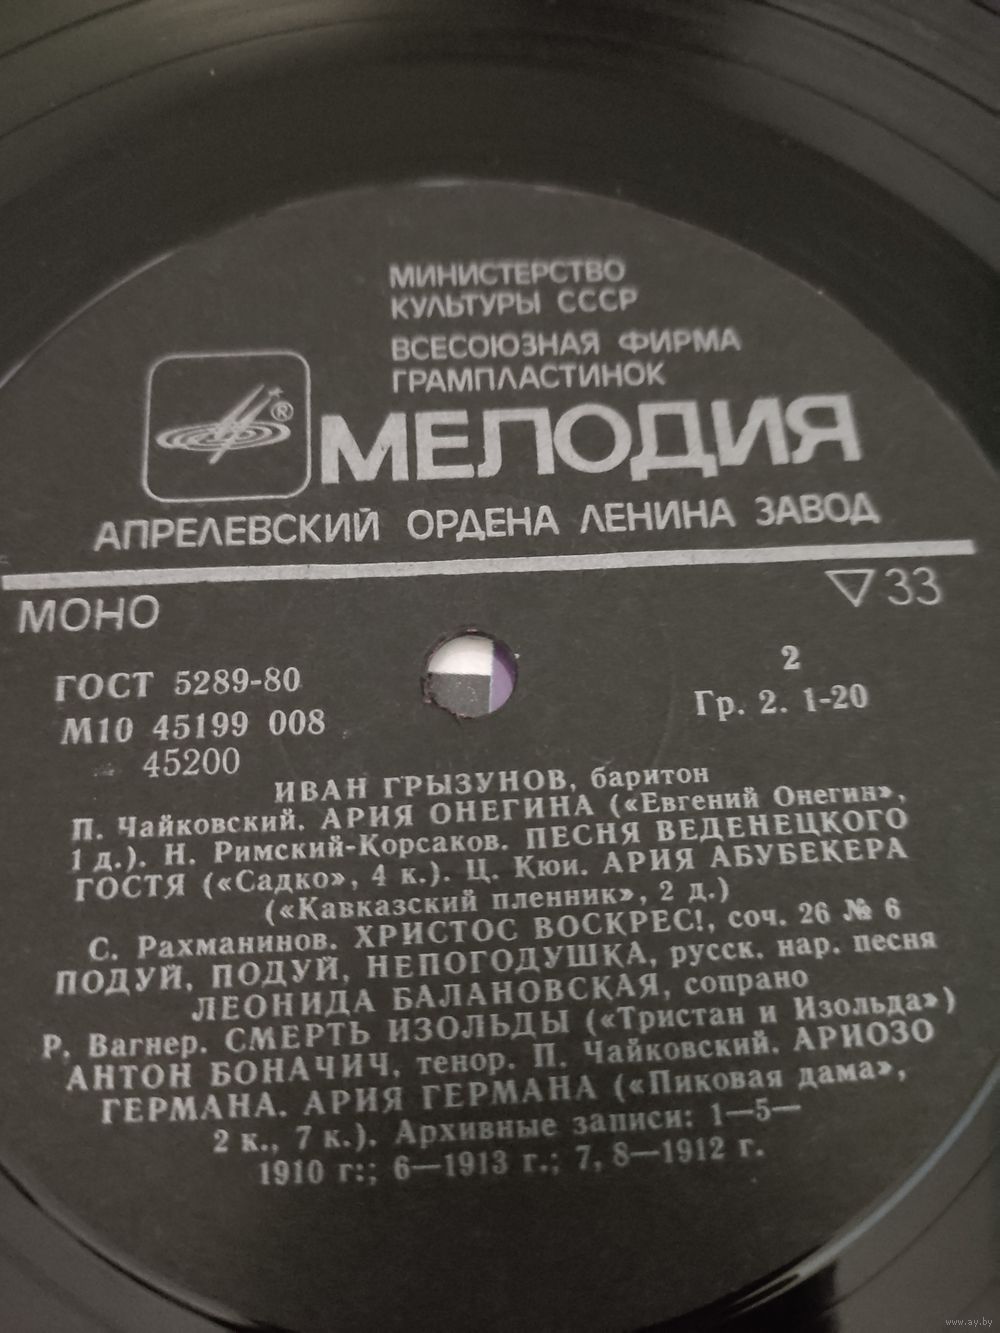 МИНИСТЕРСТВО
КУЛЬТУРЫ СССР
ВСЕСОЮЗНАЯ ФИРМА
ГРАМПЛАСТИНОК
®
МЕЛОДИЯ
АПРЕЛЕВСКИЙ ОРДЕНА ЛЕНИНА ЗАВОД
МОНО
▽33
ГОСТ 5289-80
2
М10 45199 008
Гр. 2. 1-20
45200
ИВАН ГРЫЗУНОВ, баритон
П. Чайковский. АРИЯ ОНЕГИНА («Евгений Онегин»,
1 д.). Н. Римский-Корсаков. ПЕСНЯ ВЕДЕНЕЦКОГО
ГОСТЯ («Садко», 4 к.). Ц. Кюи. АРИЯ АБУБЕКЕРА
(«Кавказский пленник», 2 д.)
С. Рахманинов. ХРИСТОС ВОСКРЕС!, соч. 26 № 6
ПОДУЙ, ПОДУЙ, НЕПОГОДУШКА, русск. нар. песня
ЛЕОНИДА БАЛАНОВСКАЯ, сопрано
Р. Вагнер. СМЕРТЬ ИЗОЛЬДЫ («Тристан и Изольда»)
АНТОН БОНАЧИЧ, тенор. П. Чайковский. АРИОЗО
ГЕРМАНА. АРИЯ ГЕРМАНА («Пиковая дама»,
2 к., 7 к.). Архивные записи: 1—5—
1910 г:; 6—1913 г.; 7, 8—1912 г.
www.ay.by